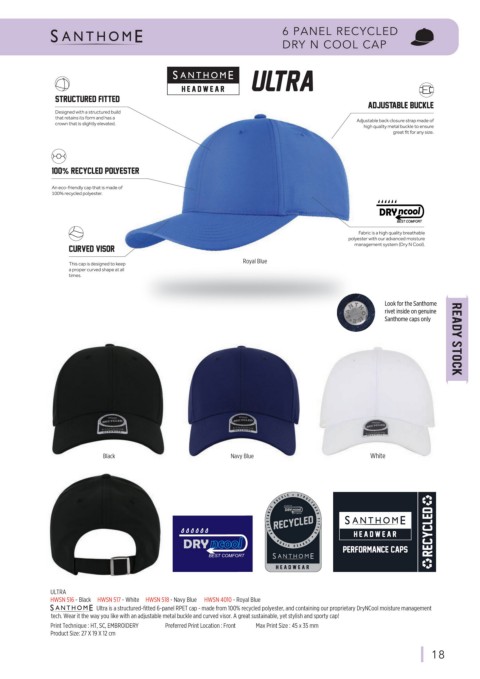 SANTHOME
6 PANEL RECYCLED
DRY N COOL CAP
SANTHOME
HEADWEAR
ULTRA
STRUCTURED FITTED
Designed with a structured build
that retains its form and has a
crown that is slightly elevated.
ADJUSTABLE BUCKLE
Adjustable back closure strap made of
high quality metal buckle to ensure
great fit for any size.
100% RECYCLED POLYESTER
An eco-friendly cap that is made of
100% recycled polyester.
DRYncool
BEST COMFORT
Fabric is a high quality breathable
polyester with our advanced moisture
management system (Dry N Cool).
CURVED VISOR
This cap is designed to keep
a proper curved shape at all
times.
Royal Blue
Look for the Santhome
rivet inside on genuine
Santhome caps only
READY STOCK
Black
Navy Blue
White
DRYncool
BEST COMFORT
RECYCLED
SANTHOME
HEADWEAR
SANTHOME
HEADWEAR
PERFORMANCE CAPS
RECYCLED
ULTRA
HWSN 516 - Black HWSN 517 - White HWSN 518 - Navy Blue HWSN 4010 - Royal Blue
SANTHOME Ultra is a structured-fitted 6-panel RPET cap - made from 100% recycled polyester, and containing our proprietary DryNCool moisture management
tech. Wear it the way you like with an adjustable metal buckle and curved visor. A great sustainable, yet stylish and sporty cap!
Print Technique : HT, SC, EMBROIDERY Preferred Print Location : Front Max Print Size : 45 x 35 mm
Product Size: 27 X 19 X 12 cm
18